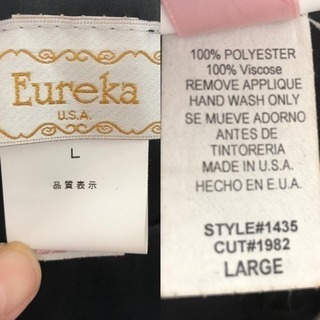 Eureka
U.S.A.
L
品質表示
100% POLYESTER
100% Viscose
REMOVE APPLIQUE
HAND WASH ONLY
SE MUEVE ADORNO
ANTES DE
TINTORERIA
MADE IN U.S.A.
HECHO EN E.U.A.
STYLE#1435
CUT#1982
LARGE